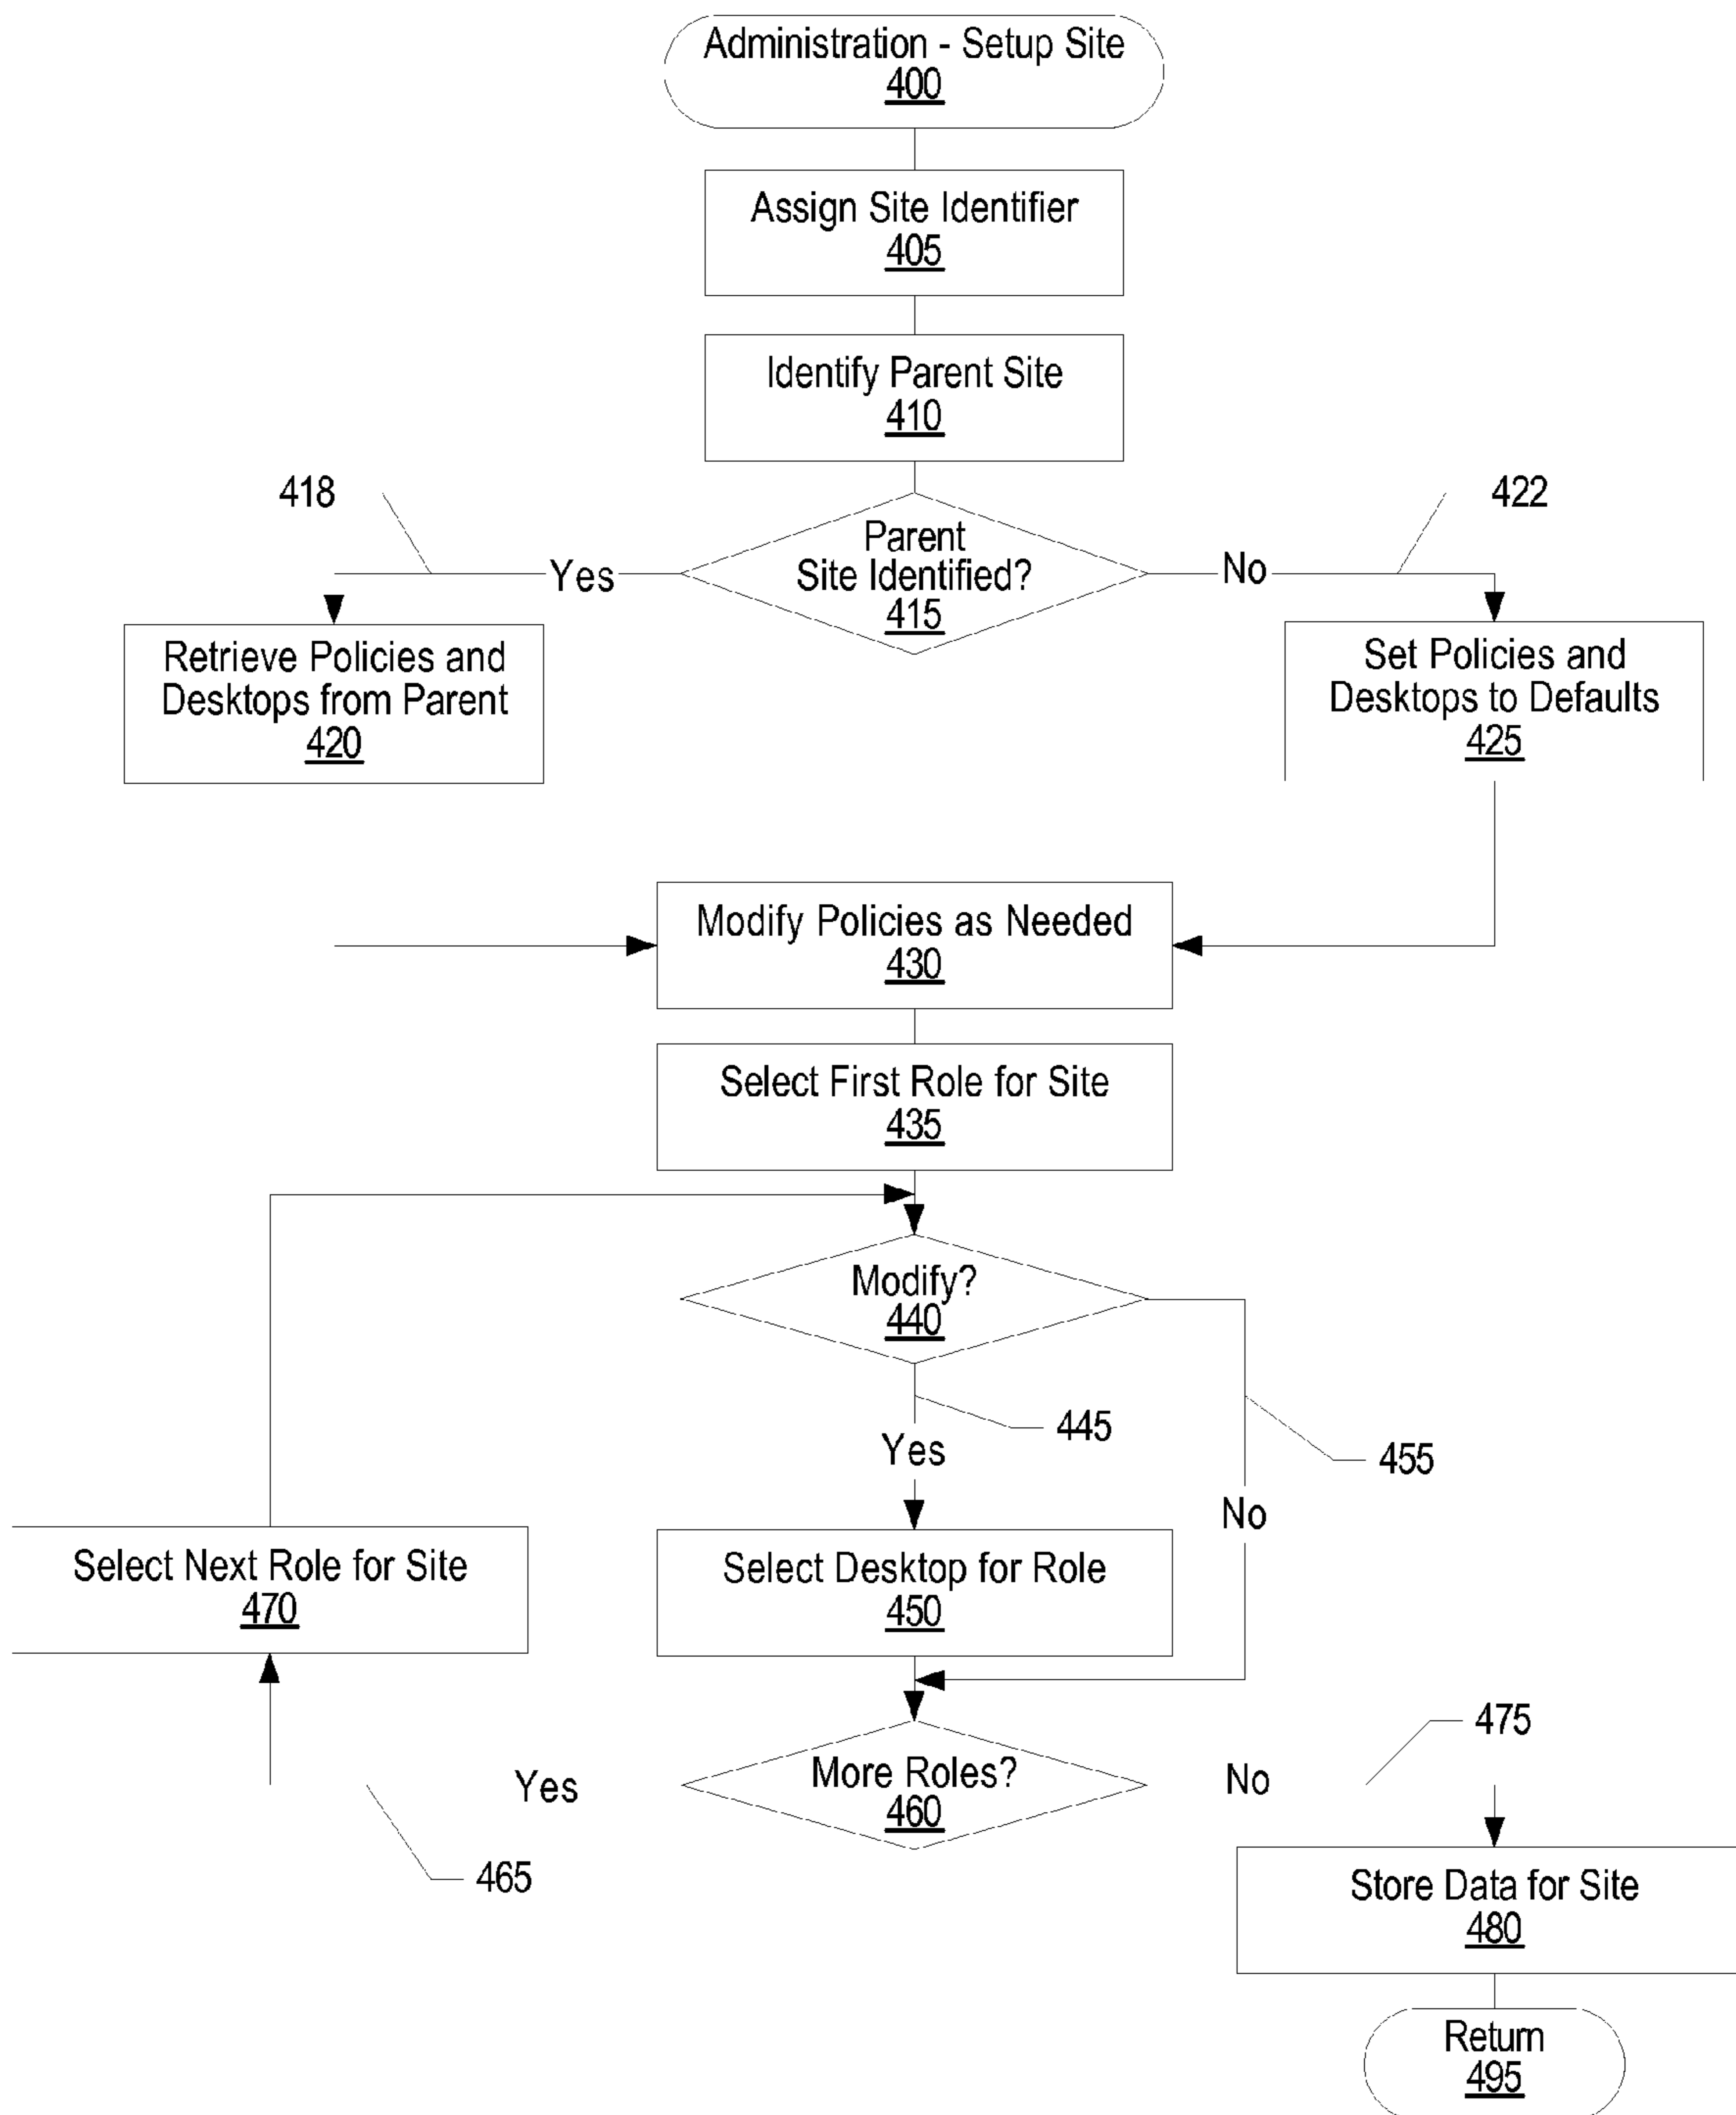 Administration - Setup Site
400
Assign Site Identifier
405
Identify Parent Site
410
418
422
Parent
Site Identified?
415
Yes
No
Retrieve Policies and
Desktops from Parent
420
Set Policies and
Desktops to Defaults
425
Modify Policies as Needed
430
Select First Role for Site
435
Modify?
440
445
Yes
455
No
Select Next Role for Site
470
Select Desktop for Role
450
475
More Roles?
460
Yes
No
465
Store Data for Site
480
Return
495